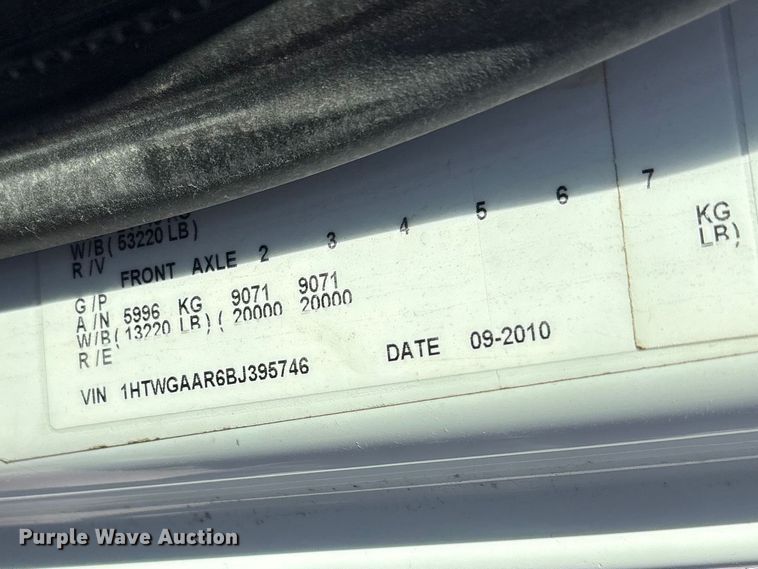 W/B( 53220 LB)
R /V
FRONT AXLE 2 3 4 5 6 7
G /P
A /N 5996 KG 9071 9071 KG
W/B( 13220 LB)( 20000 20000 LB)
R /E
VIN 1HTWGAAR6BJ395746 DATE 09-2010
Purple Wave Auction